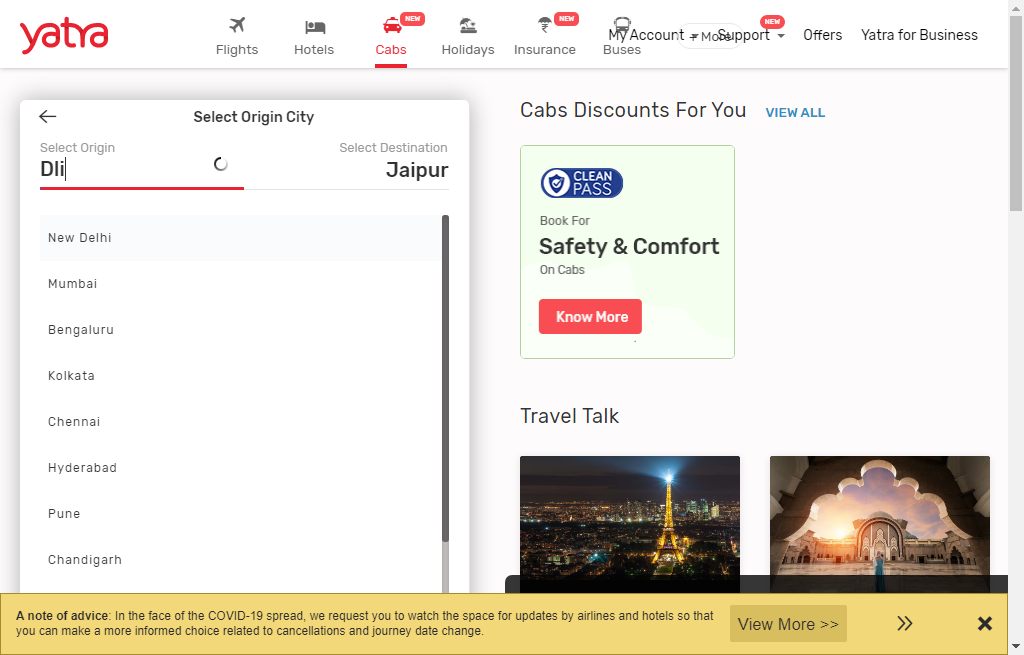 yatra
Flights
Hotels
NEW
Cabs
Holidays
NEW
Insurance
Buses
My Account
More
NEW
Support
Offers
Yatra for Business
Select Origin City
Select Origin
Dli
Select Destination
Jaipur
New Delhi
Mumbai
Bengaluru
Kolkata
Chennai
Hyderabad
Pune
Chandigarh
Cabs Discounts For You VIEW ALL
CLEAN
PASS
Book For
Safety & Comfort
On Cabs
Know More
Travel Talk
A note of advice: In the face of the COVID-19 spread, we request you to watch the space for updates by airlines and hotels so that
you can make a more informed choice related to cancellations and journey date change.
View More >>